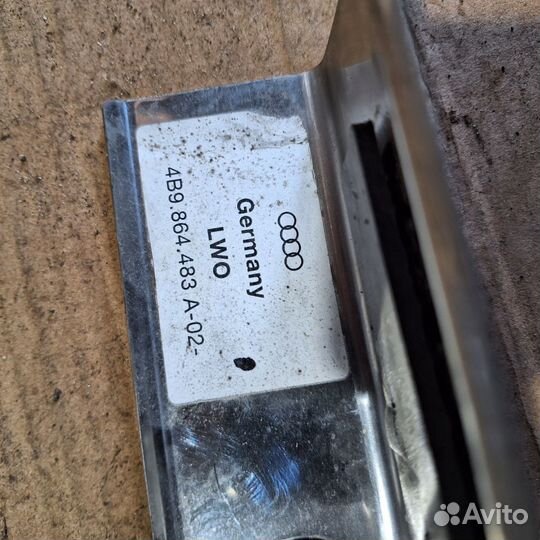 Germany
LWO
4B9.864.483 A-02-
Avito